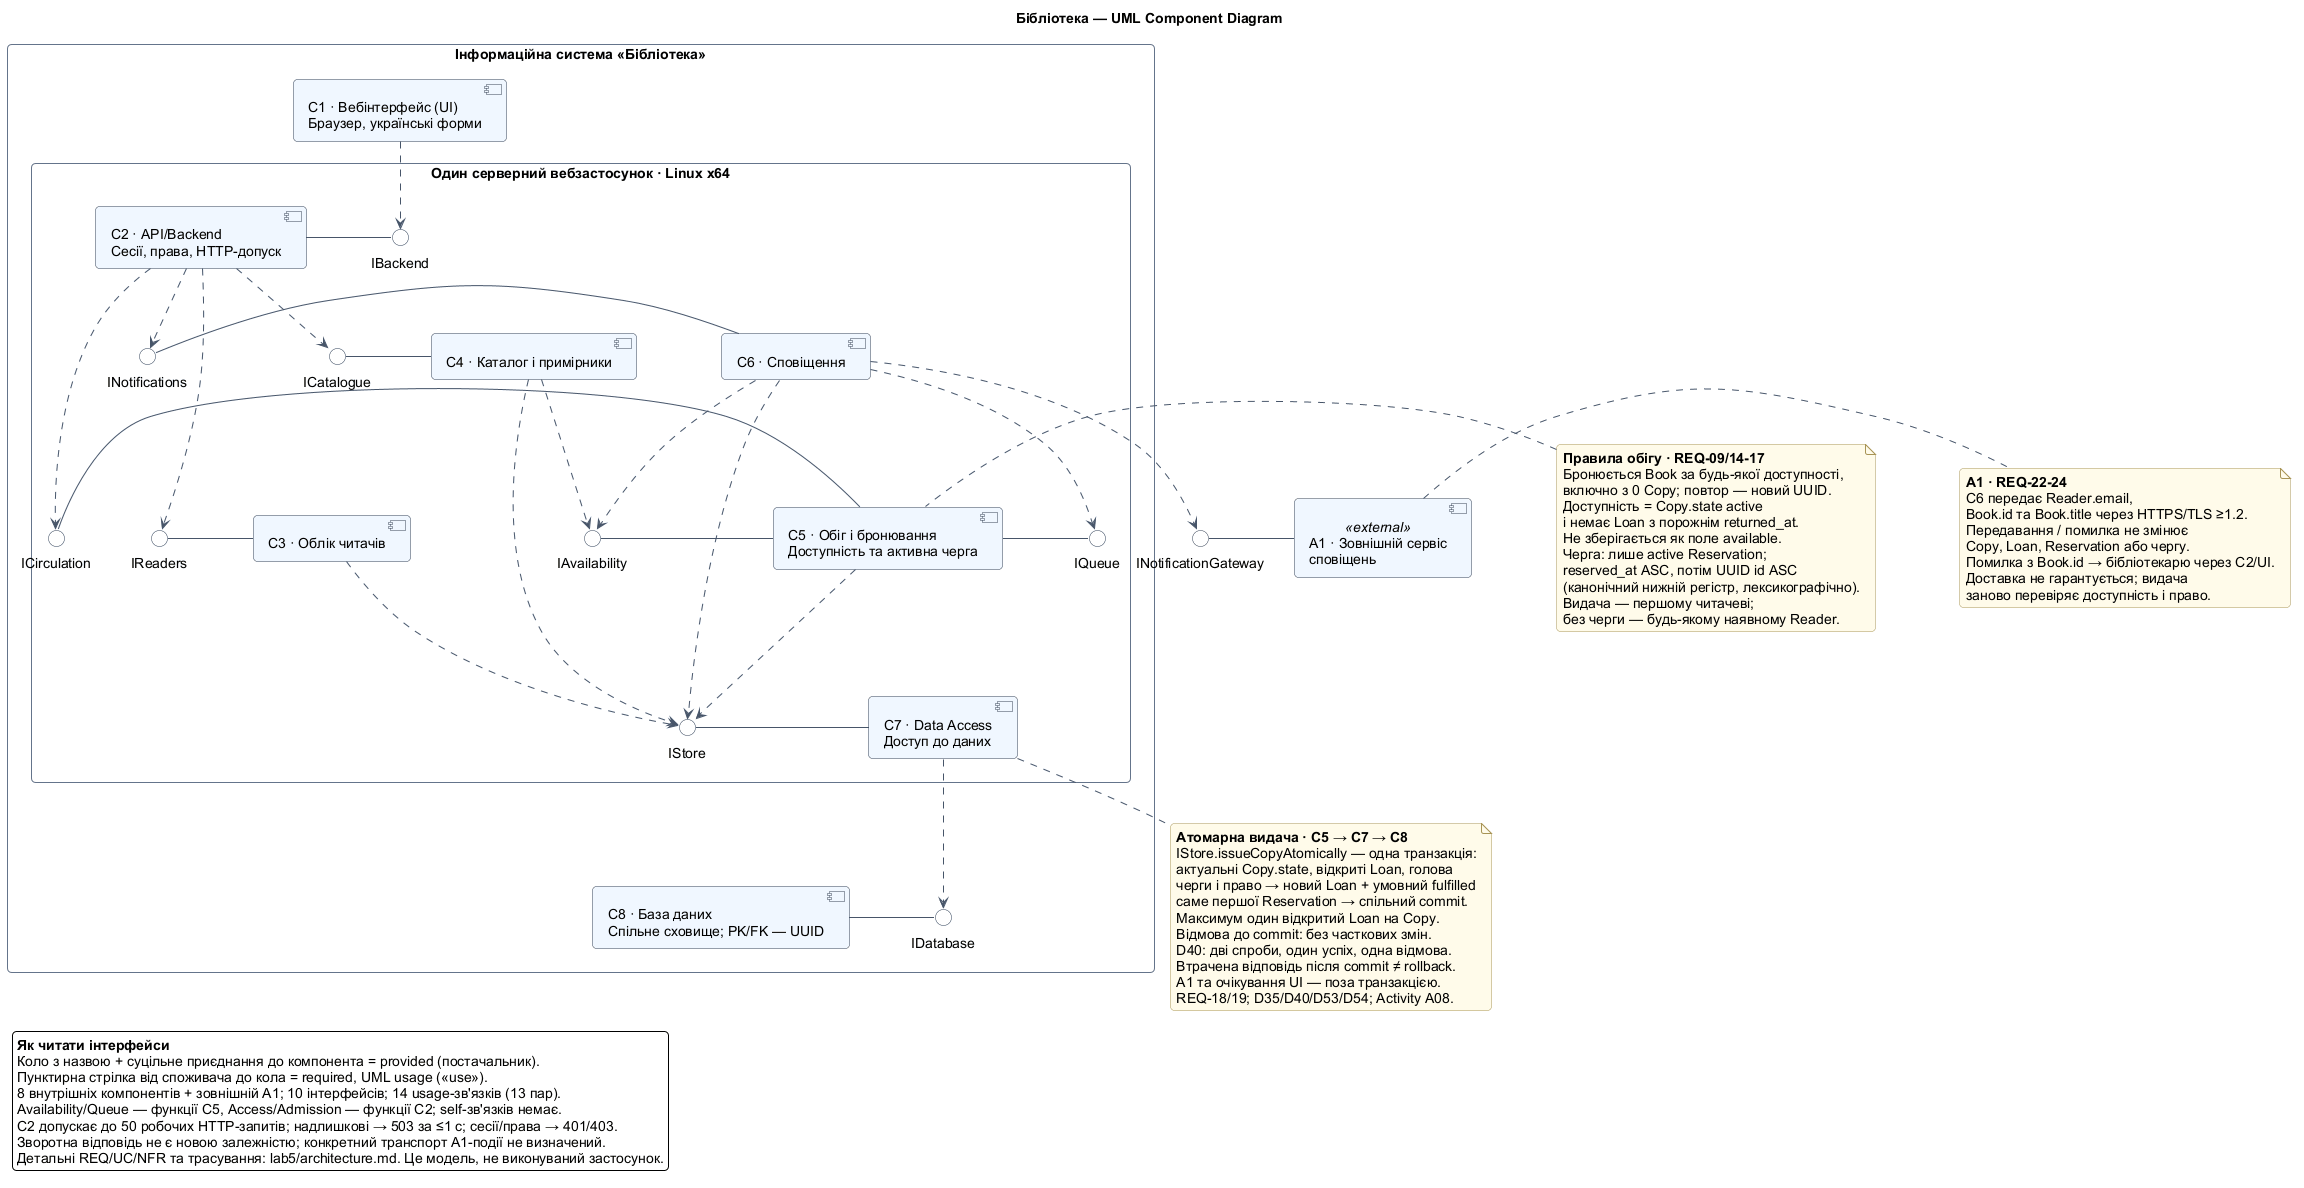 Бібліотека — UML Component Diagram
Інформаційна система «Бібліотека»
С1 · Вебінтерфейс (UI)
Браузер, українські форми
Один серверний вебзастосунок · Linux x64
С2 · API/Backend
Сесії, права, HTTP-допуск
IBackend
INotifications
ICatalogue
С4 · Каталог і примірники
С6 · Сповіщення
ICirculation
IReaders
С3 · Облік читачів
IAvailability
С5 · Обіг і бронювання
Доступність та активна черга
IQueue
INotificationGateway
«external»
А1 · Зовнішній сервіс
сповіщень
Правила обігу · REQ-09/14-17
Бронюється Book за будь-якої доступності,
включно з 0 Copy; повтор — новий UUID.
Доступність = Copy.state active
і немає Loan з порожнім returned_at.
Не зберігається як поле available.
Черга: лише active Reservation;
reserved_at ASC, потім UUID id ASC
(канонічний нижній регістр, лексикографічно).
Видача — першому читачеві;
без черги — будь-якому наявному Reader.
A1 · REQ-22-24
C6 передає Reader.email,
Book.id та Book.title через HTTPS/TLS ≥1.2.
Передавання / помилка не змінює
Copy, Loan, Reservation або чергу.
Помилка з Book.id → бібліотекарю через C2/UI.
Доставка не гарантується; видача
заново перевіряє доступність і право.
IStore
C7 · Data Access
Доступ до даних
Атомарна видача · C5 → C7 → C8
IStore.issueCopyAtomically — одна транзакція:
актуальні Copy.state, відкриті Loan, голова
черги і право → новий Loan + умовний fulfilled
саме першої Reservation → спільний commit.
Максимум один відкритий Loan на Copy.
Відмова до commit: без часткових змін.
D40: дві спроби, один успіх, одна відмова.
Втрачена відповідь після commit ≠ rollback.
A1 та очікування UI — поза транзакцією.
REQ-18/19; D35/D40/D53/D54; Activity A08.
C8 · База даних
Спільне сховище; PK/FK — UUID
IDatabase
Як читати інтерфейси
Коло з назвою + суцільне приєднання до компонента = provided (постачальник).
Пунктирна стрілка від споживача до кола = required, UML usage («use»).
8 внутрішніх компонентів + зовнішній A1; 10 інтерфейсів; 14 usage-зв'язків (13 пар).
Availability/Queue — функції C5, Access/Admission — функції C2; self-зв'язків немає.
C2 допускає до 50 робочих HTTP-запитів; надлишкові → 503 за ≤1 с; сесії/права → 401/403.
Зворотна відповідь не є новою залежністю; конкретний транспорт A1-події не визначений.
Детальні REQ/UC/NFR та трасування: lab5/architecture.md. Це модель, не виконуваний застосунок.